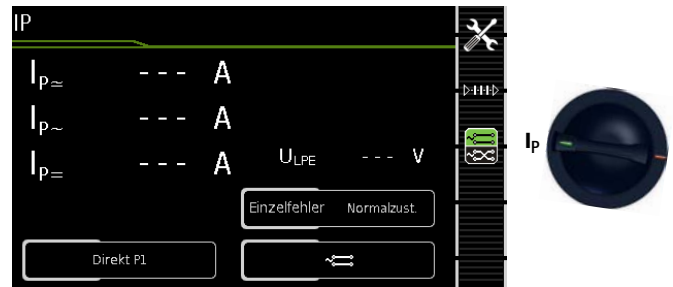 IP
Ip≂ - - - A
Ip~ - - - A
Ip= - - - A
ULPE - - - V
Einzelfehler Normalzust.
Direkt P1
IP